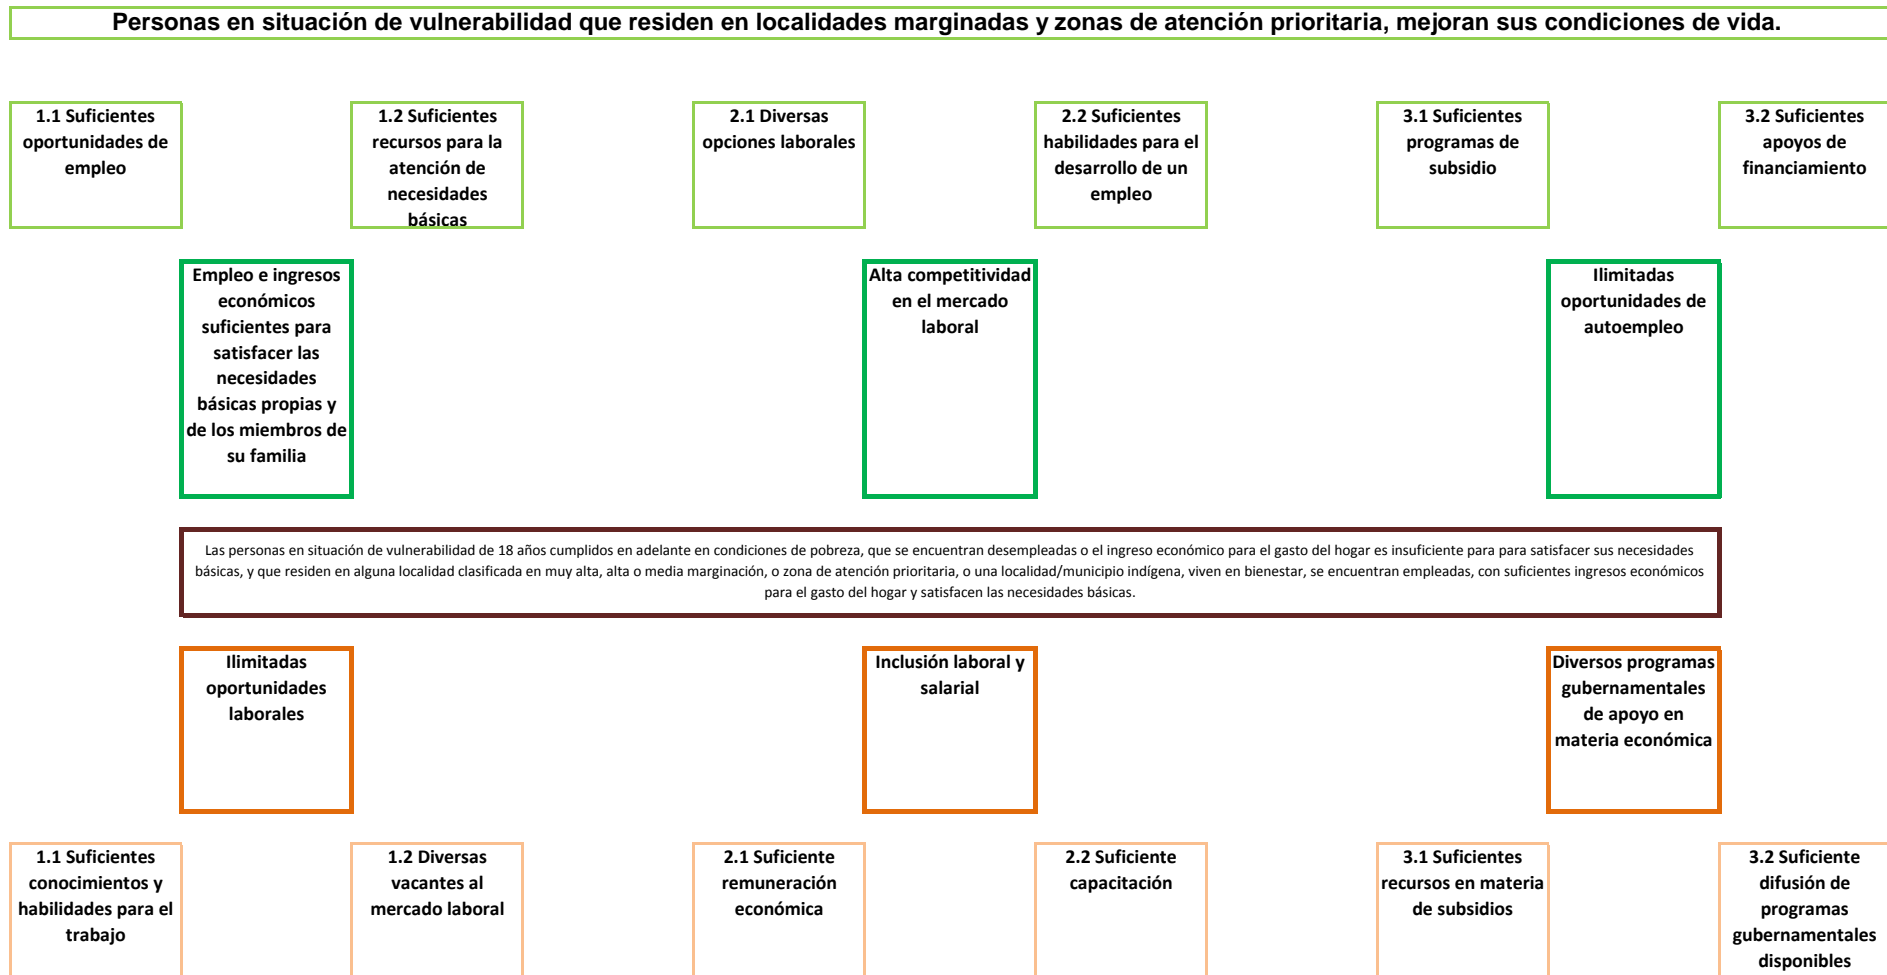 Personas en situación de vulnerabilidad que residen en localidades marginadas y zonas de atención prioritaria, mejoran sus condiciones de vida.
1.1 Suficientes
oportunidades de
empleo
1.2 Suficientes
recursos para la
atención de
necesidades
básicas
2.1 Diversas
opciones laborales
2.2 Suficientes
habilidades para el
desarrollo de un
empleo
3.1 Suficientes
programas de
subsidio
3.2 Suficientes
apoyos de
financiamiento
Empleo e ingresos
económicos
suficientes para
satisfacer las
necesidades
básicas propias y
de los miembros de
su familia
Alta competitividad
en el mercado
laboral
Ilimitadas
oportunidades de
autoempleo
Las personas en situación de vulnerabilidad de 18 años cumplidos en adelante en condiciones de pobreza, que se encuentran desempleadas o el ingreso económico para el gasto del hogar es insuficiente para para satisfacer sus necesidades
básicas, y que residen en alguna localidad clasificada en muy alta, alta o media marginación, o zona de atención prioritaria, o una localidad/municipio indígena, viven en bienestar, se encuentran empleadas, con suficientes ingresos económicos
para el gasto del hogar y satisfacen las necesidades básicas.
Ilimitadas
oportunidades
laborales
Inclusión laboral y
salarial
Diversos programas
gubernamentales
de apoyo en
materia económica
1.1 Suficientes
conocimientos y
habilidades para el
trabajo
1.2 Diversas
vacantes al
mercado laboral
2.1 Suficiente
remuneración
económica
2.2 Suficiente
capacitación
3.1 Suficientes
recursos en materia
de subsidios
3.2 Suficiente
difusión de
programas
gubernamentales
disponibles